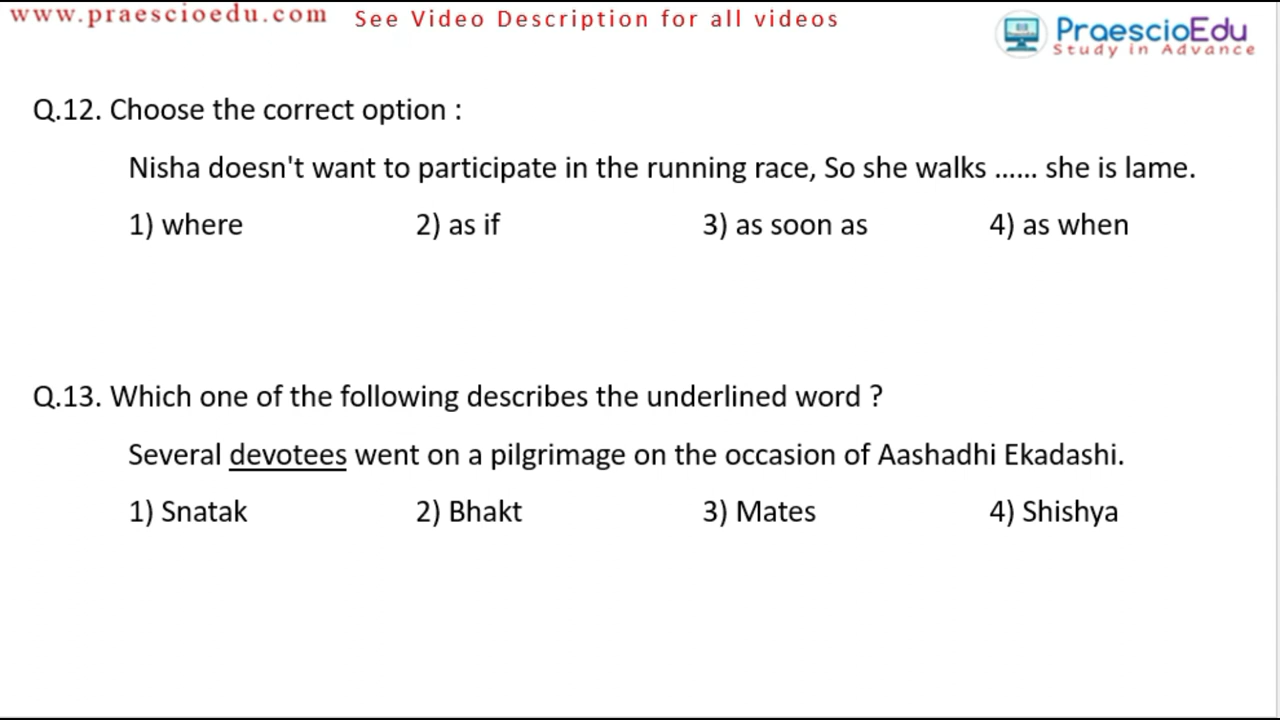 www.praescioedu.com See Video Description for all videos
PraescioEdu
Study in Advance
Q.12. Choose the correct option :
Nisha doesn't want to participate in the running race, So she walks ...... she is lame.
1) where 2) as if 3) as soon as 4) as when
Q.13. Which one of the following describes the underlined word ?
Several devotees went on a pilgrimage on the occasion of Aashadhi Ekadashi.
1) Snatak 2) Bhakt 3) Mates 4) Shishya